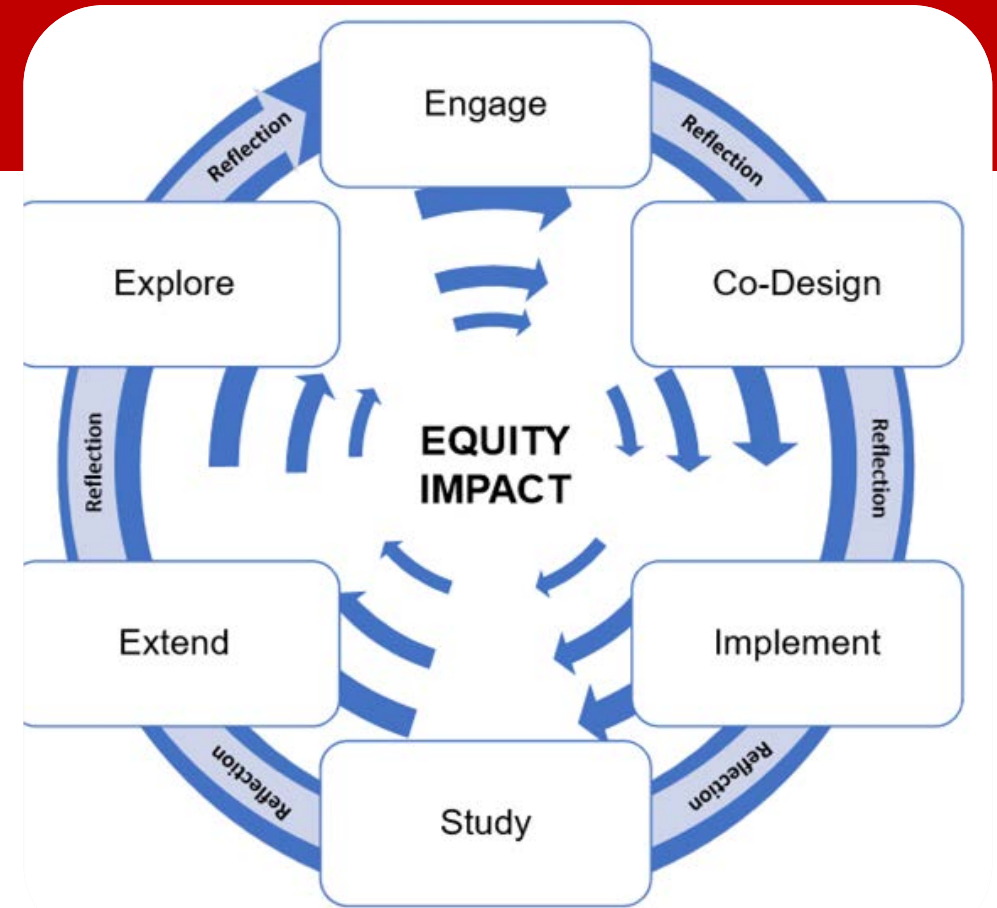 Engage
Reflection
Co-Design
Reflection
Implement
Reflection
Study
Reflection
Extend
Reflection
Explore
Reflection
EQUITY
IMPACT